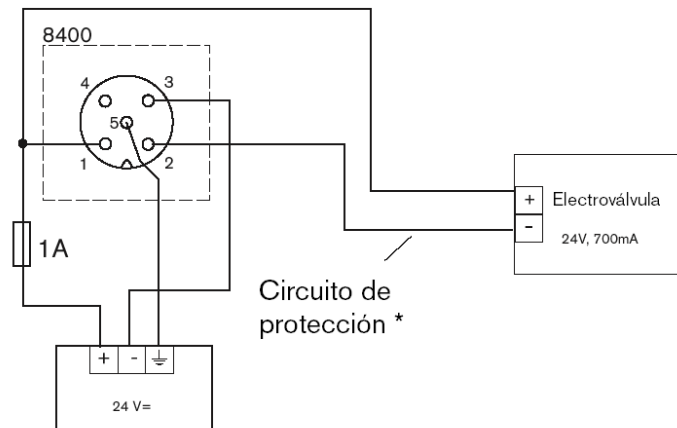 8400
4 3
5
1 2
1A
+ Electroválvula
- 24V, 700mA
Circuito de
protección *
+ -
24 V=